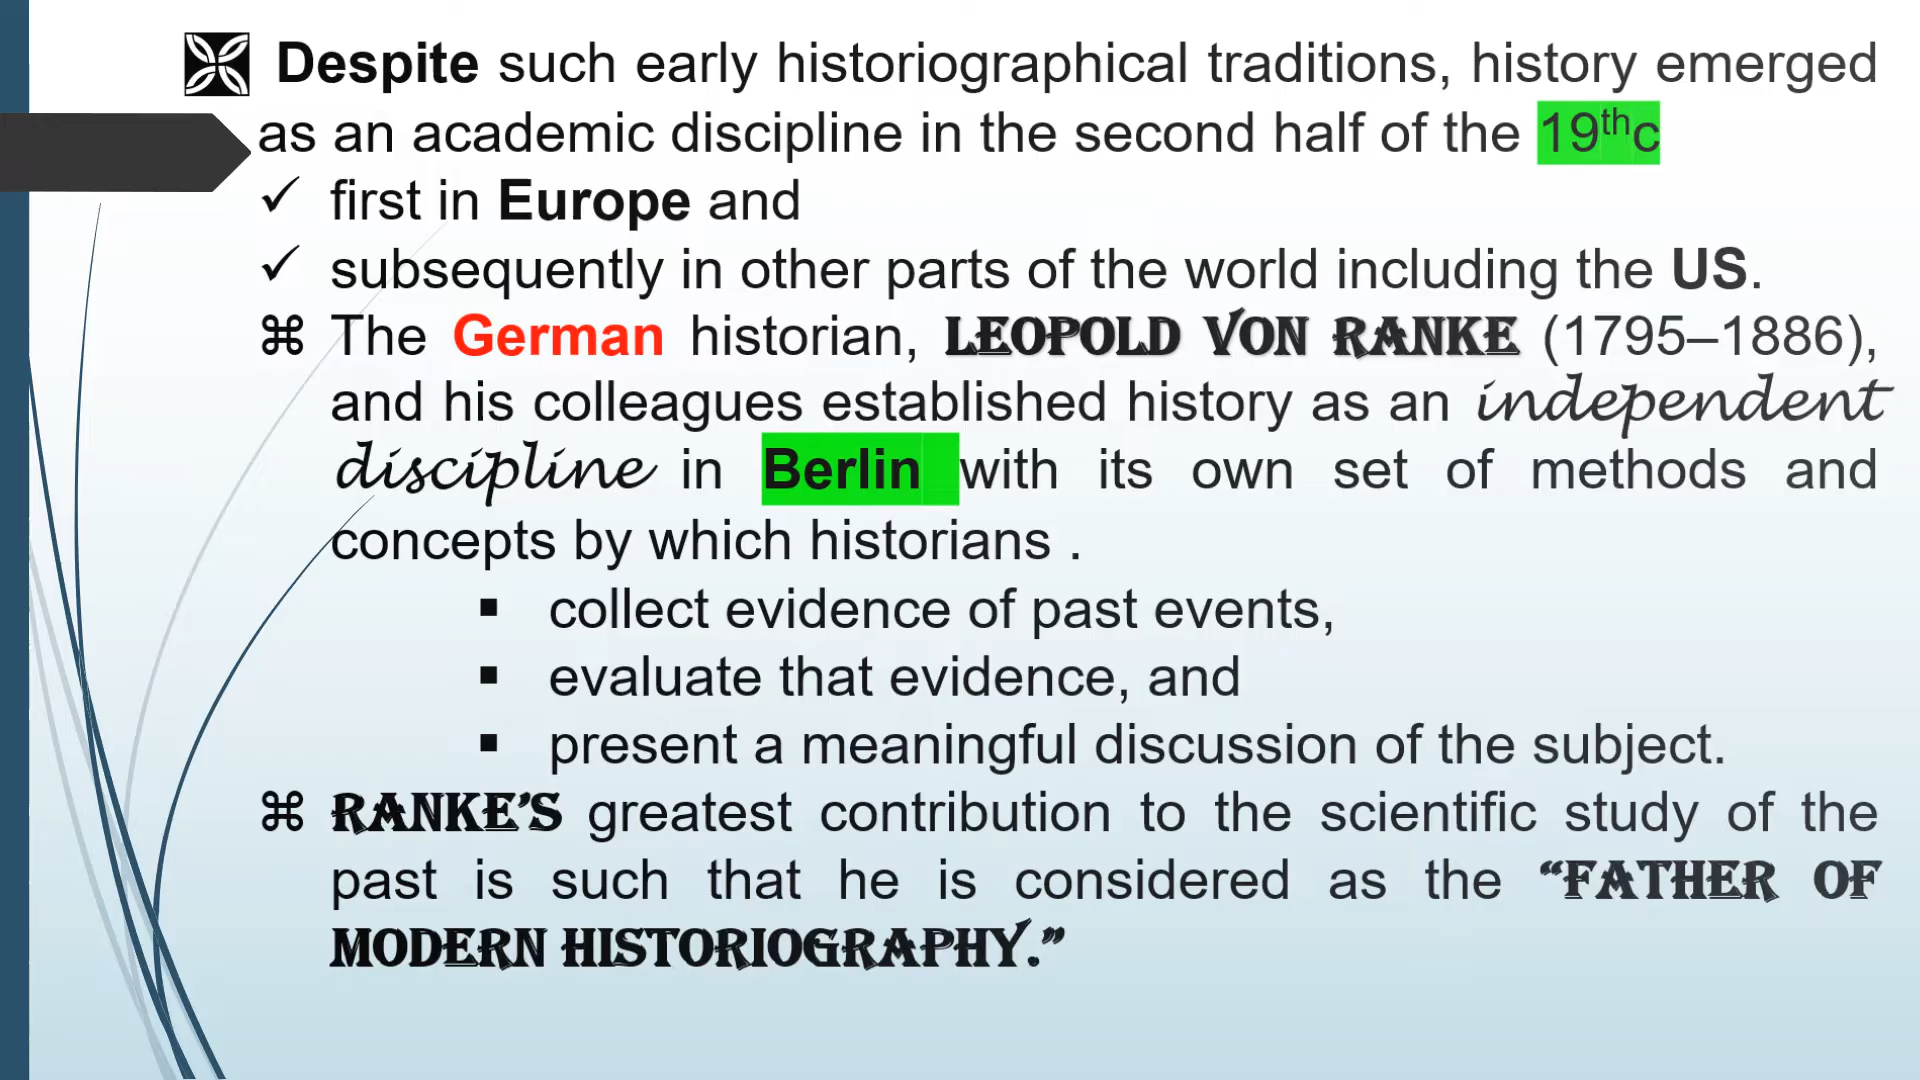 Despite such early historiographical traditions, history emerged
as an academic discipline in the second half of the 19thc
✓ first in Europe and
✓ subsequently in other parts of the world including the US.
⌘ The German historian, LEOPOLD VON RANKE (1795–1886),
and his colleagues established history as an independent
discipline in Berlin with its own set of methods and
concepts by which historians .
▪ collect evidence of past events,
▪ evaluate that evidence, and
▪ present a meaningful discussion of the subject.
⌘ RANKE’S greatest contribution to the scientific study of the
past is such that he is considered as the “FATHER OF
MODERN HISTORIOGRAPHY.”